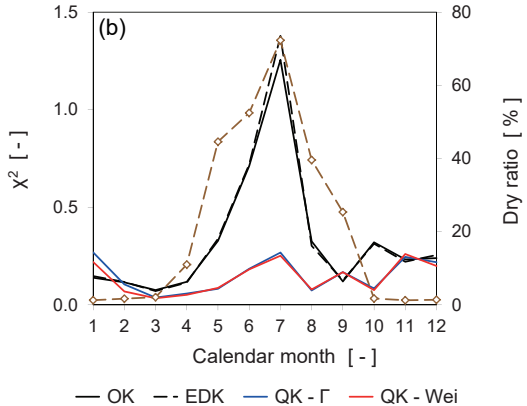 (b)
1.5
1.0
0.5
0.0
χ² [ - ]
80
60
40
20
0
Dry ratio [ % ]
1 2 3 4 5 6 7 8 9 10 11 12
Calendar month [ - ]
OK EDK QK - Γ QK - Wei